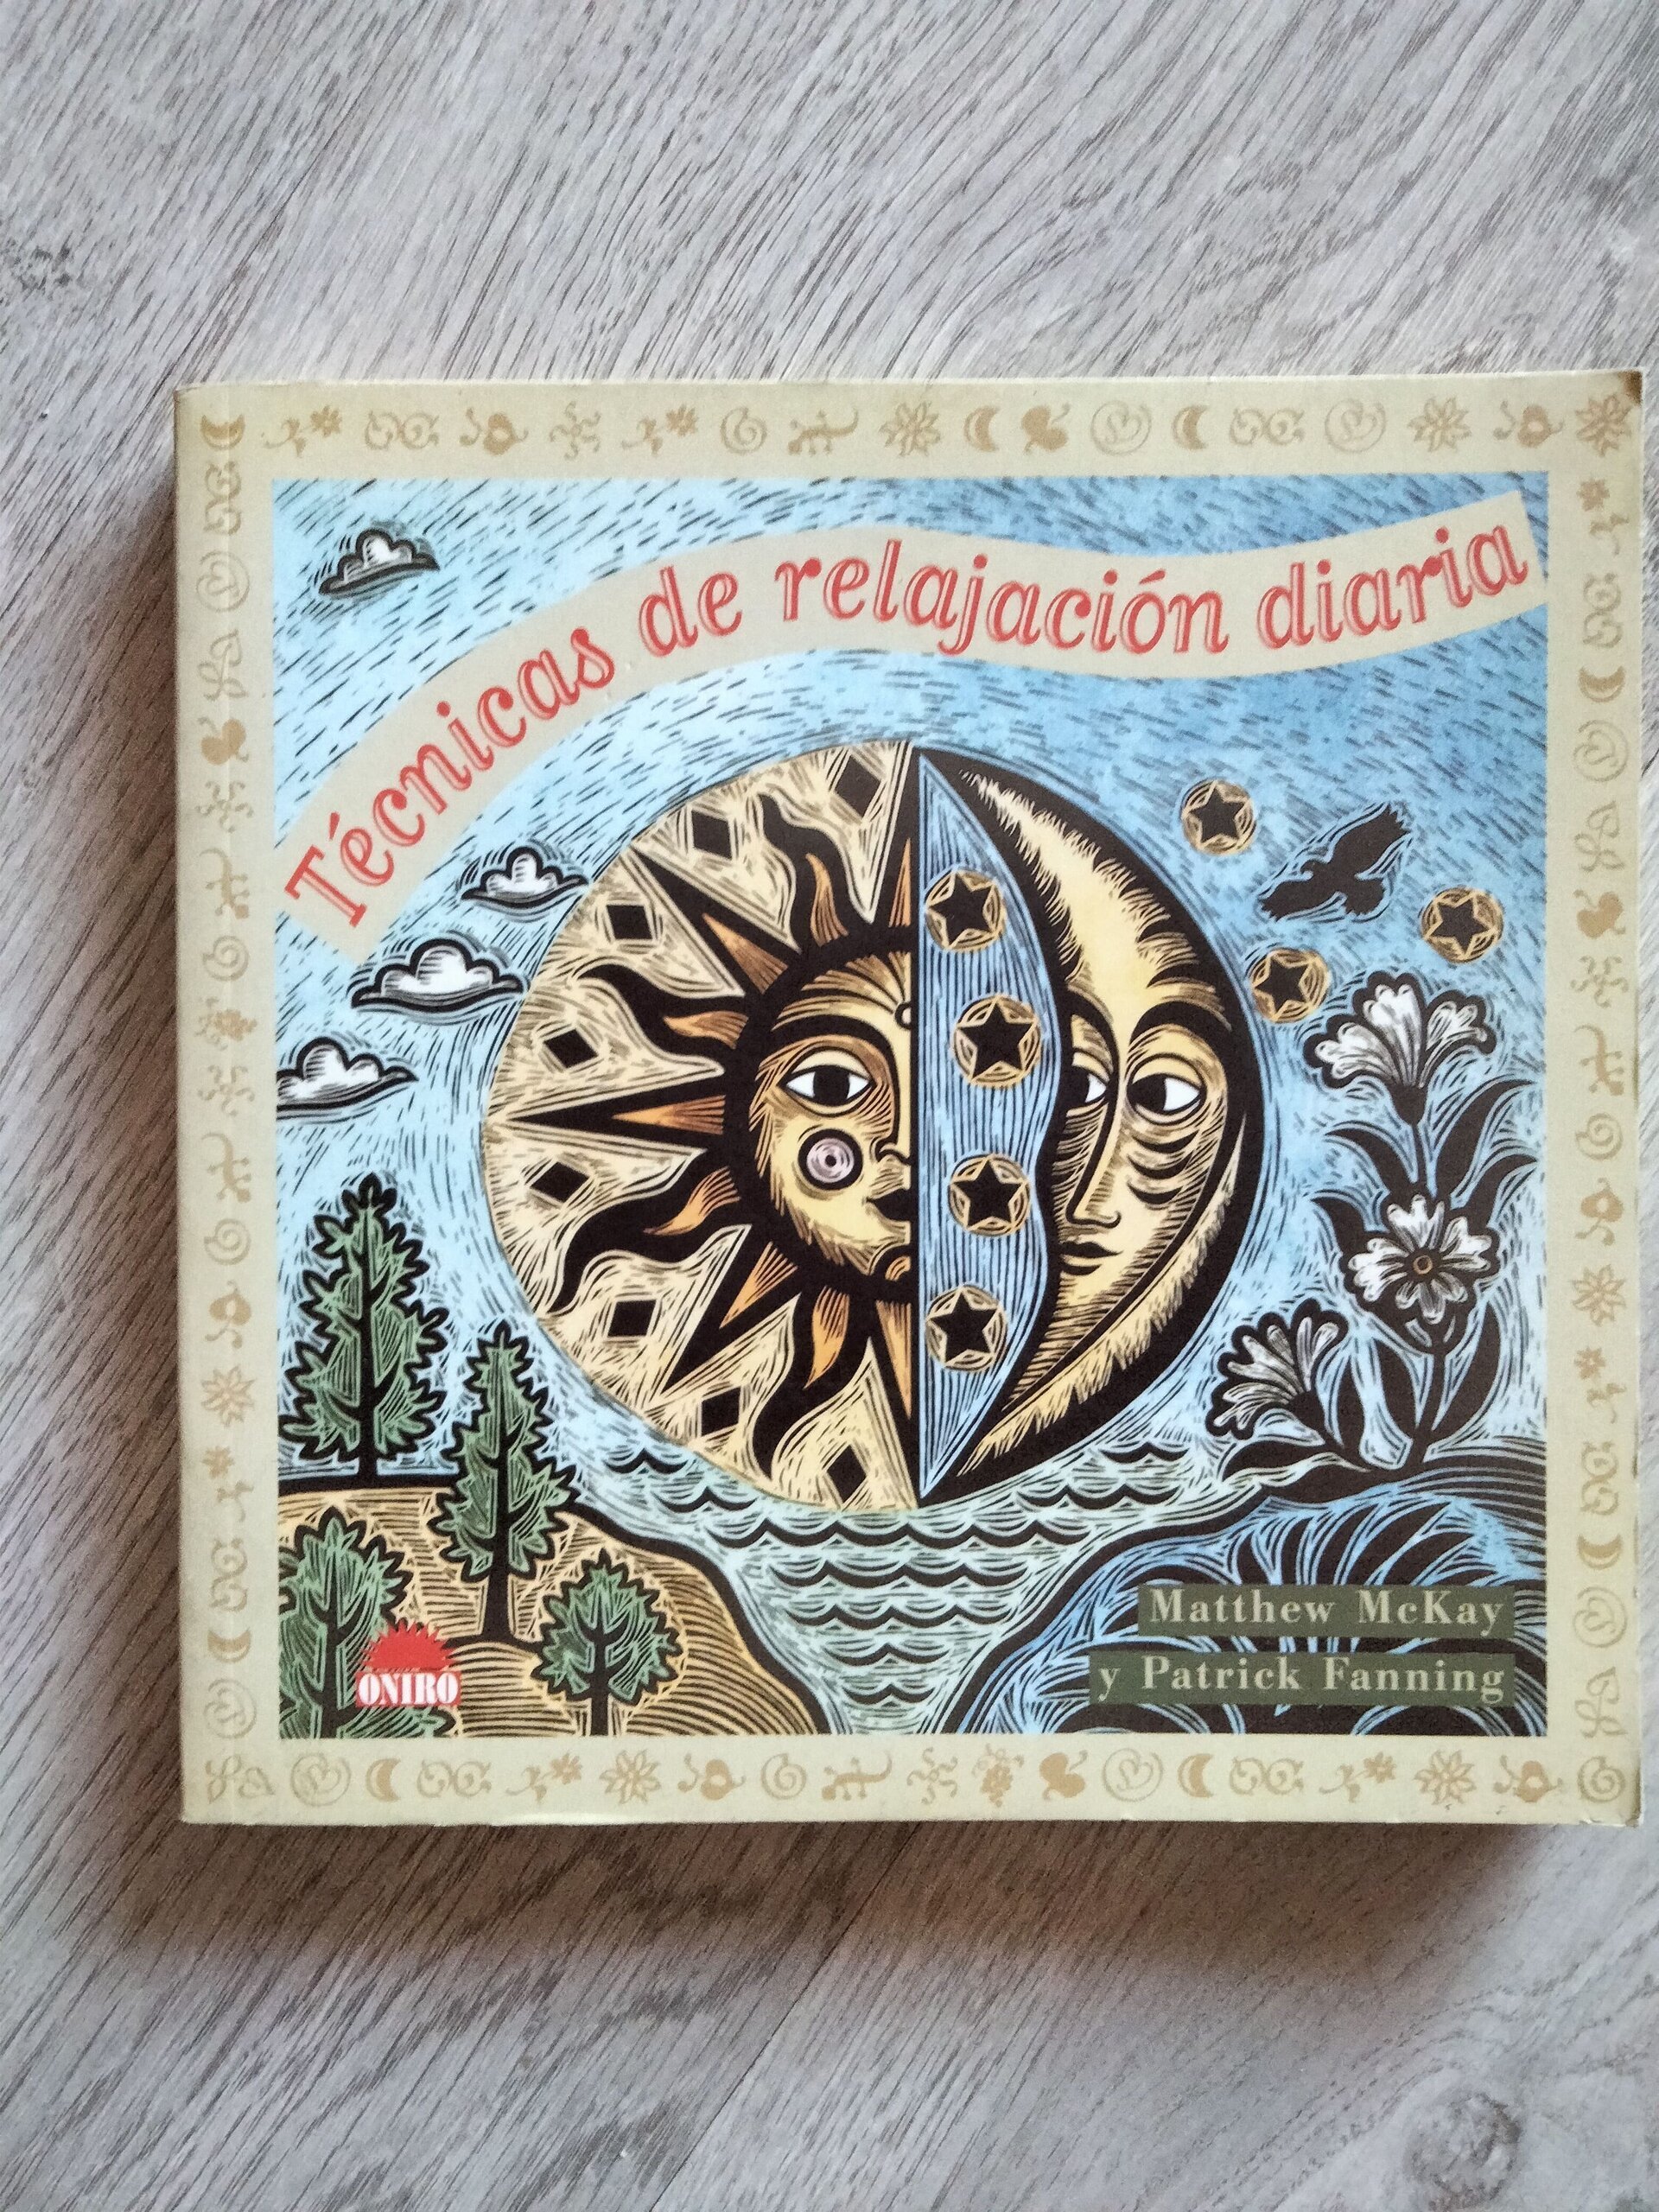 Técnicas de relajación diaria
Matthew McKay
y Patrick Fanning
ONIRO